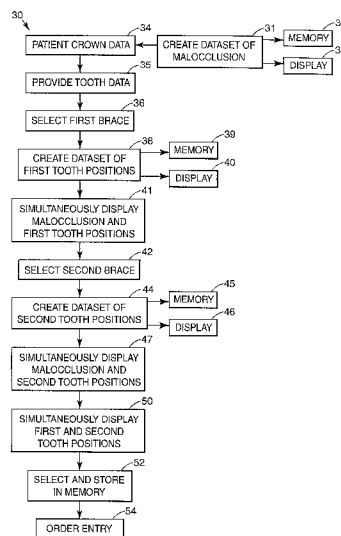 30
34
PATIENT CROWN DATA
31
CREATE DATASET OF
MALOCCLUSION
3
MEMORY
3
DISPLAY
35
PROVIDE TOOTH DATA
36
SELECT FIRST BRACE
38
CREATE DATASET OF
FIRST TOOTH POSITIONS
39
MEMORY
40
DISPLAY
41
SIMULTANEOUSLY DISPLAY
MALOCCLUSION AND
FIRST TOOTH POSITIONS
42
SELECT SECOND BRACE
44
CREATE DATASET OF
SECOND TOOTH POSITIONS
45
MEMORY
46
DISPLAY
47
SIMULTANEOUSLY DISPLAY
MALOCCLUSION AND
SECOND TOOTH POSITIONS
50
SIMULTANEOUSLY DISPLAY
FIRST AND SECOND
TOOTH POSITIONS
52
SELECT AND STORE
IN MEMORY
54
ORDER ENTRY